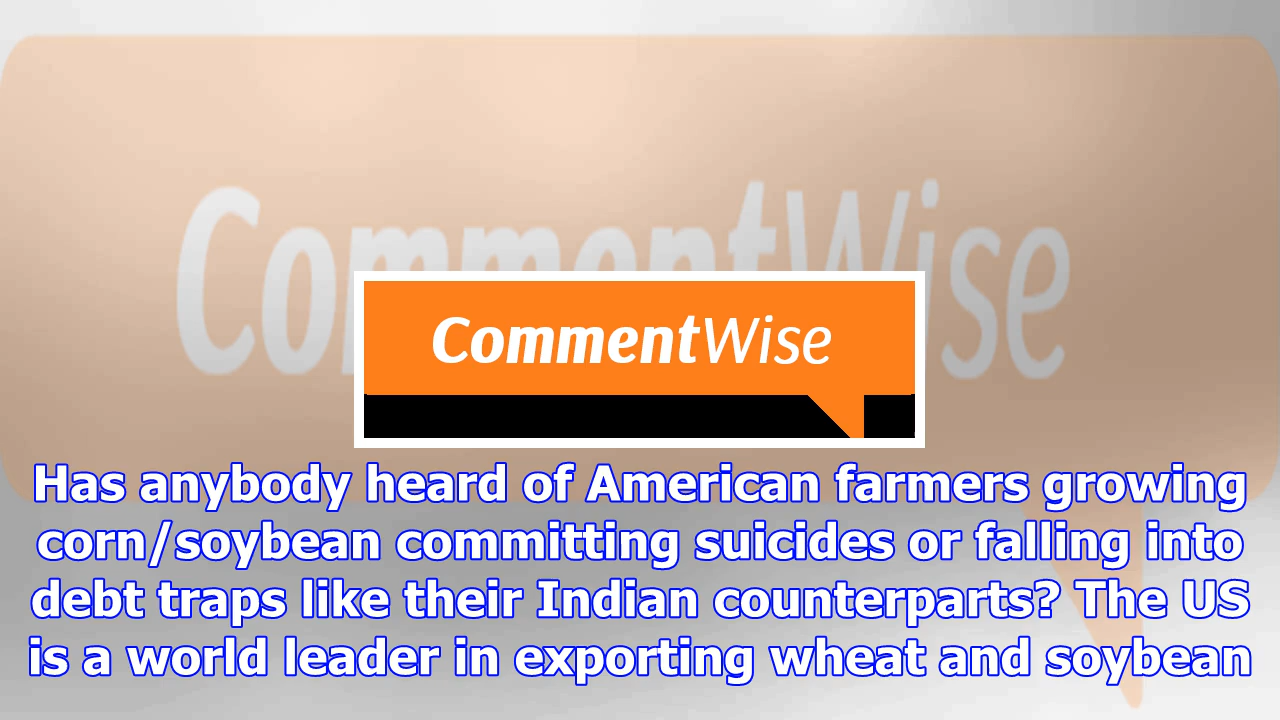 CommentWise
CommentWise
Has anybody heard of American farmers growing
corn/soybean committing suicides or falling into
debt traps like their Indian counterparts? The US
is a world leader in exporting wheat and soybean